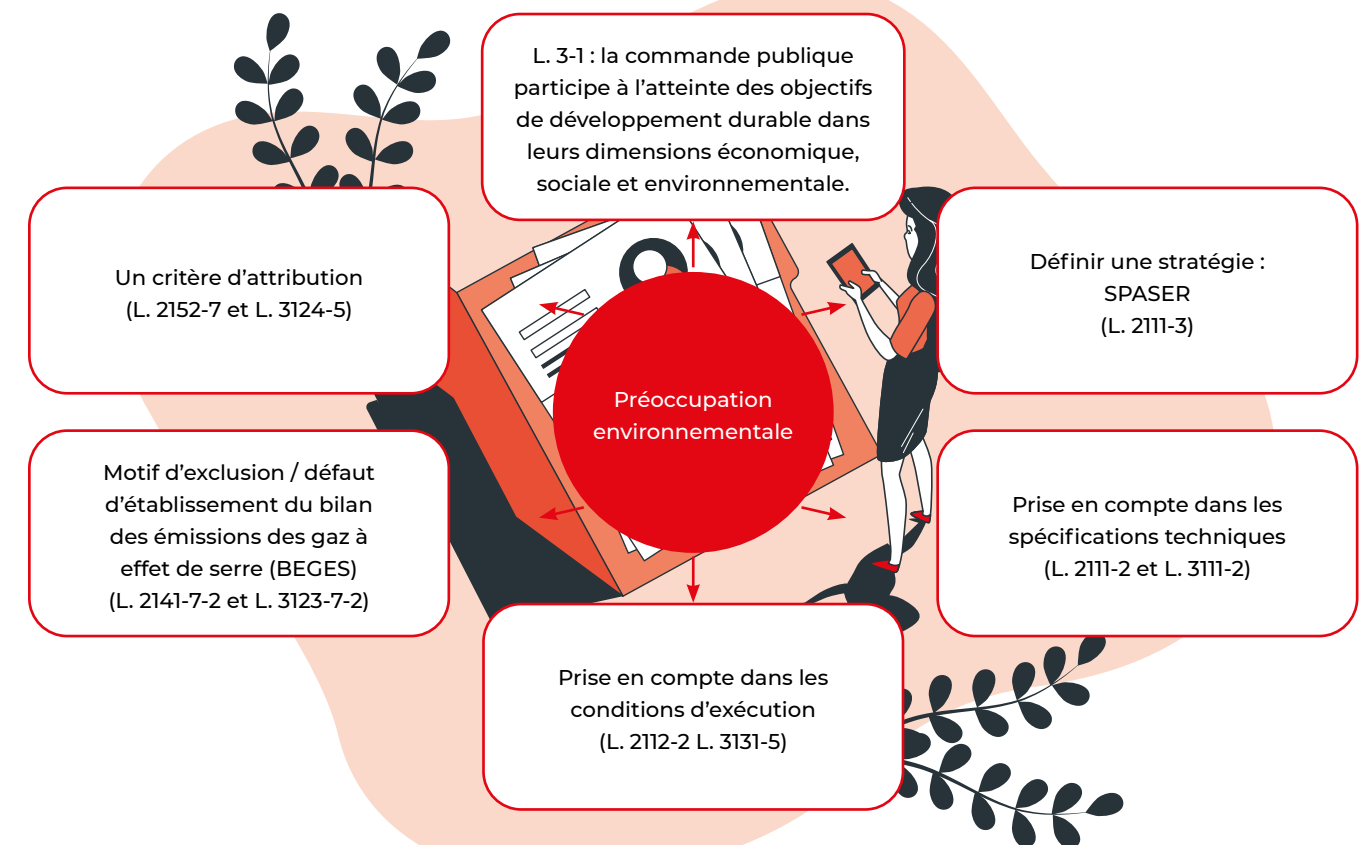 L. 3-1 : la commande publique
participe à l’atteinte des objectifs
de développement durable dans
leurs dimensions économique,
sociale et environnementale.
Un critère d’attribution
(L. 2152-7 et L. 3124-5)
Définir une stratégie :
SPASER
(L. 2111-3)
Préoccupation
environnementale
Motif d’exclusion / défaut
d’établissement du bilan
des émissions des gaz à
effet de serre (BEGES)
(L. 2141-7-2 et L. 3123-7-2)
Prise en compte dans les
spécifications techniques
(L. 2111-2 et L. 3111-2)
Prise en compte dans les
conditions d’exécution
(L. 2112-2 L. 3131-5)